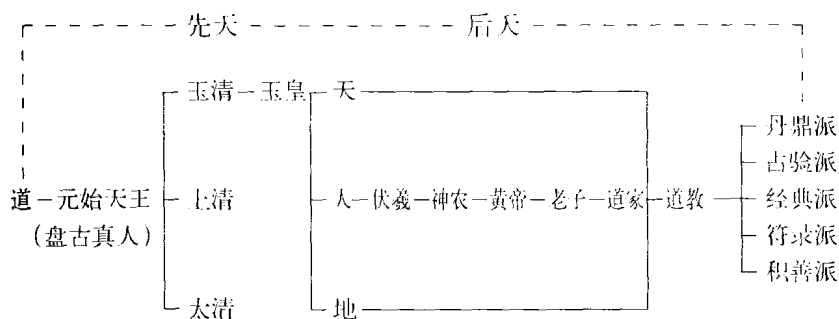 先天 后天
玉清－玉皇 天
丹鼎派
占验派
道－元始天王 上清 人－伏羲－神农－黄帝－老子－道家－道教 经典派
（盘古真人） 符录派
积善派
太清 地